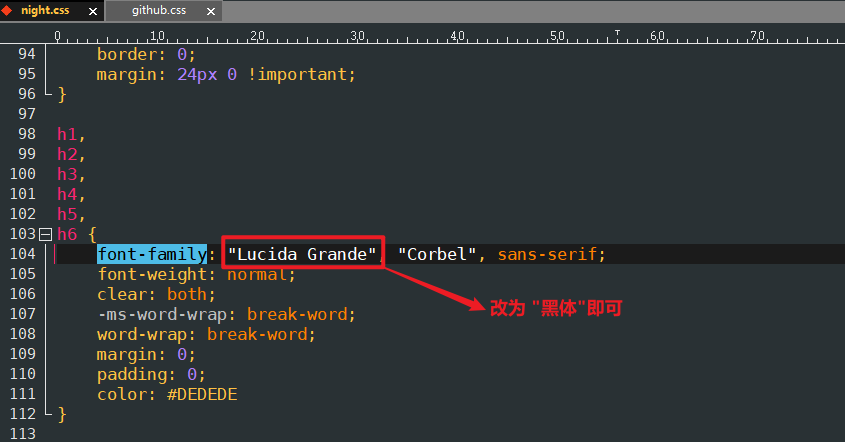 night.css × github.css ×
0 10 20 30 40 50 60 70
94 border: 0;
95 margin: 24px 0 !important;
96 }
97
98 h1,
99 h2,
100 h3,
101 h4,
102 h5,
103 h6 {
104 font-family: "Lucida Grande", "Corbel", sans-serif;
105 font-weight: normal;
106 clear: both;
107 -ms-word-wrap: break-word;
改为 "黑体"即可
108 word-wrap: break-word;
109 margin: 0;
110 padding: 0;
111 color: #DEDEDE
112 }
113